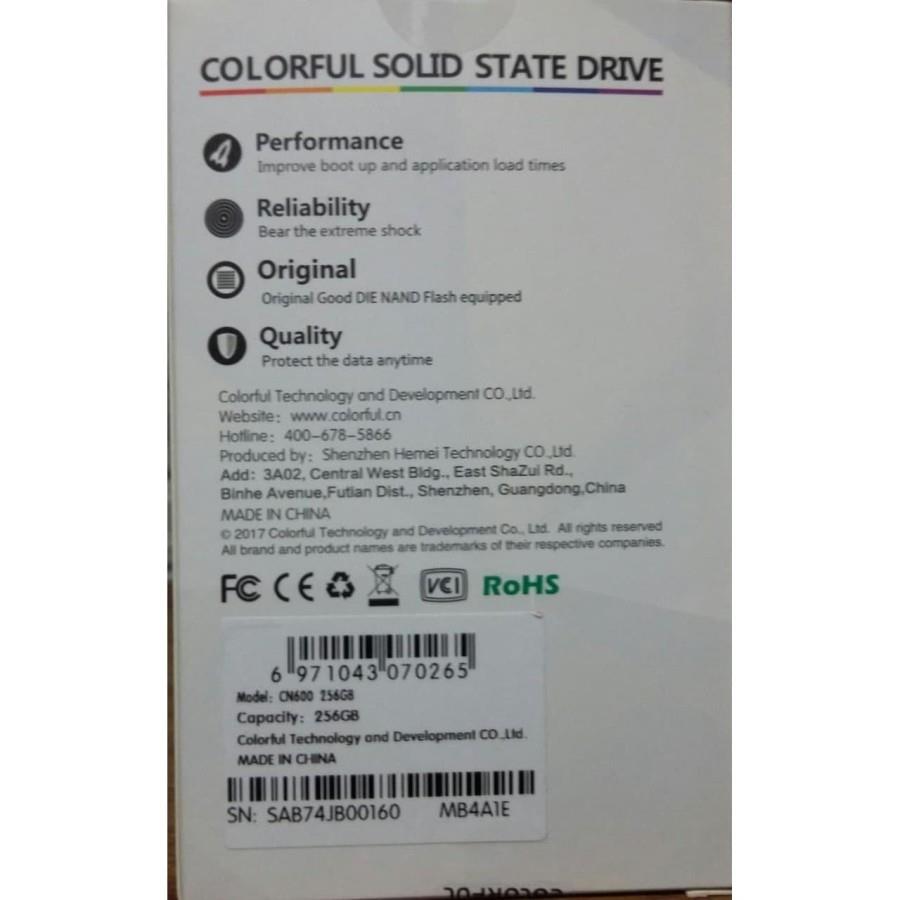 COLORFUL SOLID STATE DRIVE
Performance
Improve boot up and application load times
Reliability
Bear the extreme shock
Original
Original Good DIE NAND Flash equipped
Quality
Protect the data anytime
Colorful Technology and Development CO.,Ltd.
Website: www.colorful.cn
Hotline: 400-678-5866
Produced by: Shenzhen Hemei Technology CO.,Ltd.
Add: 3A02, Central West Bldg., East ShaZui Rd.,
Binhe Avenue,Futian Dist., Shenzhen, Guangdong,China
MADE IN CHINA
© 2017 Colorful Technology and Development Co., Ltd. All rights reserved
All brand and product names are trademarks of their respective companies.
FC CE VCI RoHS
6 971043 070265
Model: CN600 256GB
Capacity: 256GB
Colorful Technology and Development CO.,Ltd.
MADE IN CHINA
SN: SAB74JB00160 MB4A1E
COLORFUL